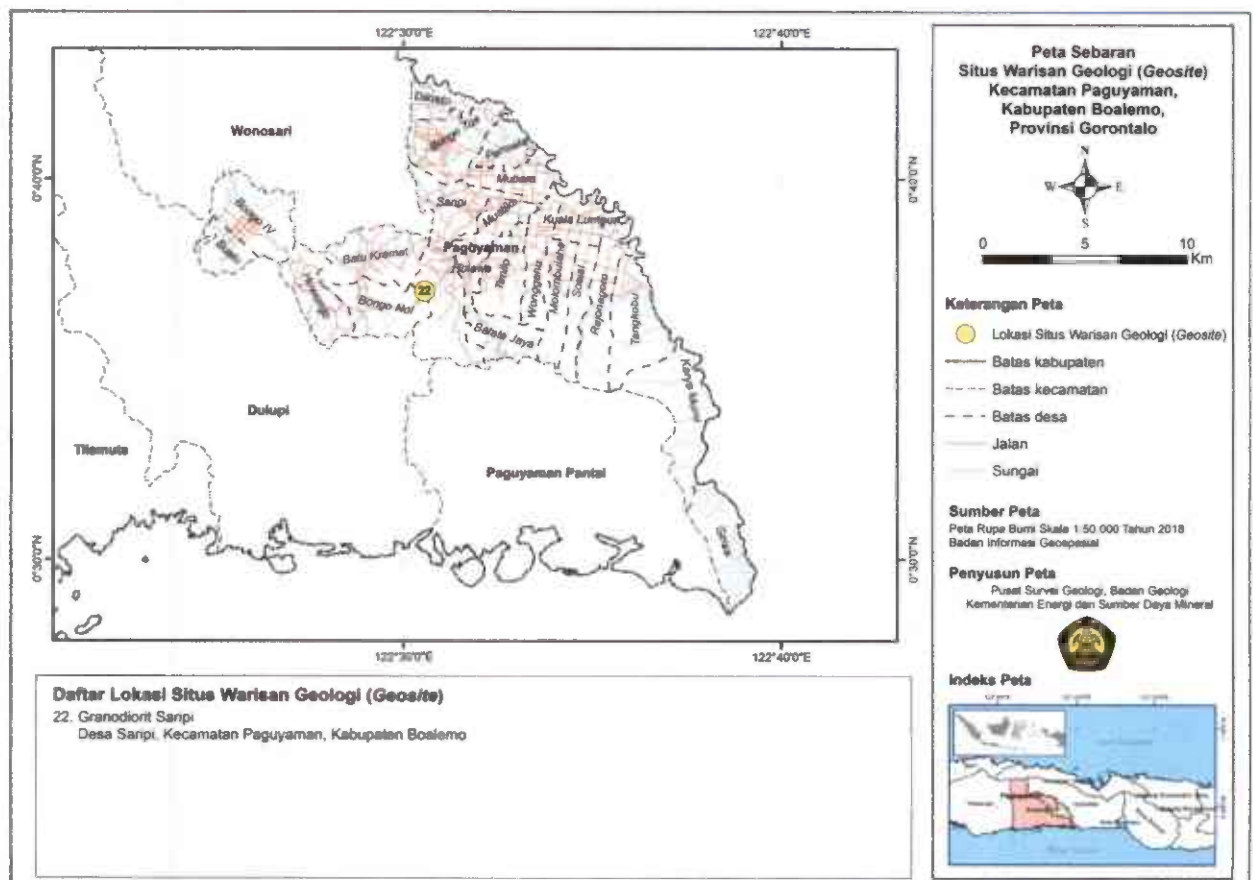 122°30'0"E
122°40'0"E
0°40'0"N
0°40'0"N
0°30'0"N
0°30'0"N
122°30'0"E
122°40'0"E
Wonosari
Bongo IV
Batu Kramat
Bongo Nol
Saripi
Mustika
Mutiara
Kuala Lumpur
Paguyaman
Hulawa
Tenilo
Wonggahu
Molombulahe
Sosial
Rejonegoro
Tangkobu
Balate Jaya
Karya Murni
Girisa
22
Dulupi
Tilamuta
Paguyaman Pantai
Daftar Lokasi Situs Warisan Geologi (Geosite)
22. Granodiorit Saripi
Desa Saripi, Kecamatan Paguyaman, Kabupaten Boalemo
Peta Sebaran
Situs Warisan Geologi (Geosite)
Kecamatan Paguyaman,
Kabupaten Boalemo,
Provinsi Gorontalo
N
W E
S
0 5 10
Km
Keterangan Peta
Lokasi Situs Warisan Geologi (Geosite)
Batas kabupaten
Batas kecamatan
Batas desa
Jalan
Sungai
Sumber Peta
Peta Rupa Bumi Skala 1:50.000 Tahun 2018
Badan Informasi Geospasial
Penyusun Peta
Pusat Survei Geologi, Badan Geologi
Kementerian Energi dan Sumber Daya Mineral
Indeks Peta